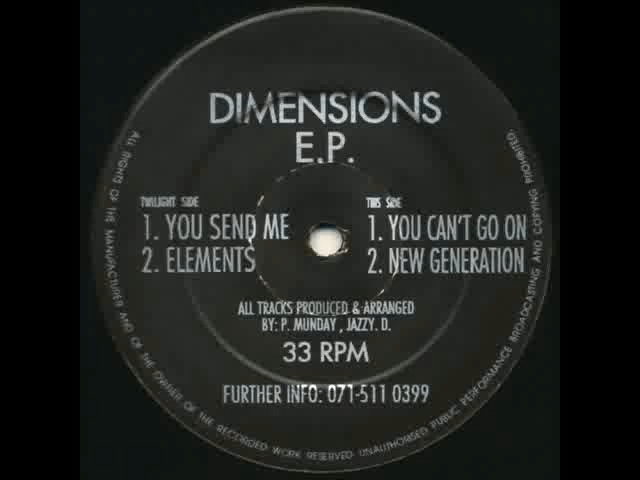 DIMENSIONS
E.P.
TWILIGHT SIDE
1. YOU SEND ME
2. ELEMENTS
THIS SIDE
1. YOU CAN'T GO ON
2. NEW GENERATION
ALL TRACKS PRODUCED & ARRANGED
BY: P. MUNDAY , JAZZY. D.
33 RPM
FURTHER INFO: 071-511 0399
ALL RIGHTS OF THE MANUFACTURER AND OF THE OWNER OF THE RECORDED WORK RESERVED UNAUTHORISED PUBLIC PERFORMANCE BROADCASTING AND COPYING PROHIBITED.